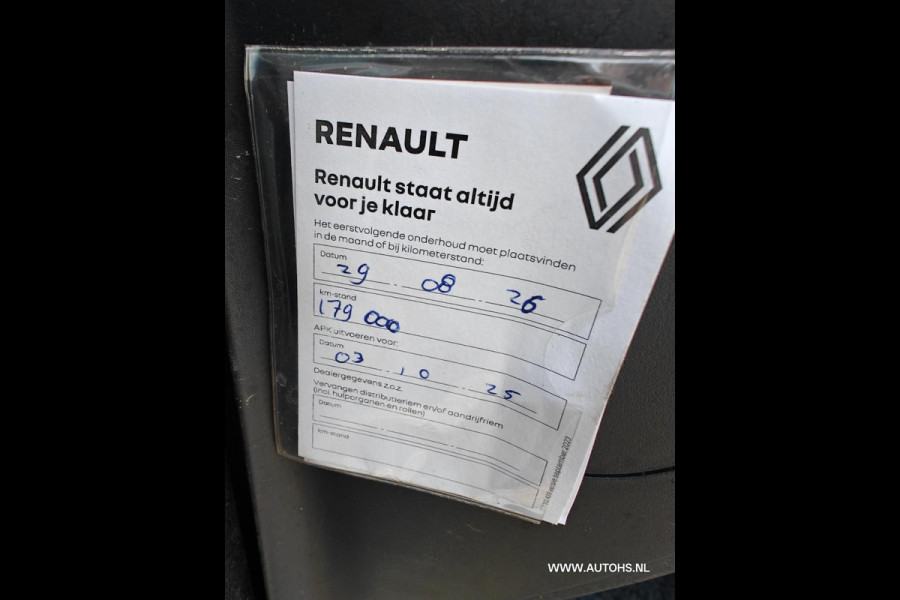 RENAULT
Renault staat altijd
voor je klaar
Het eerstvolgende onderhoud moet plaatsvinden
in de maand of bij kilometerstand:
Datum
29 08 26
km-stand
179 000
APK uitvoeren voor:
Datum
03 10 25
Dealergegevens z.o.z.
Vervangen distributieriem en/of aandrijfriem
(incl. hulporganen en rollen)
Datum
km-stand
september 2022
WWW.AUTOHS.NL